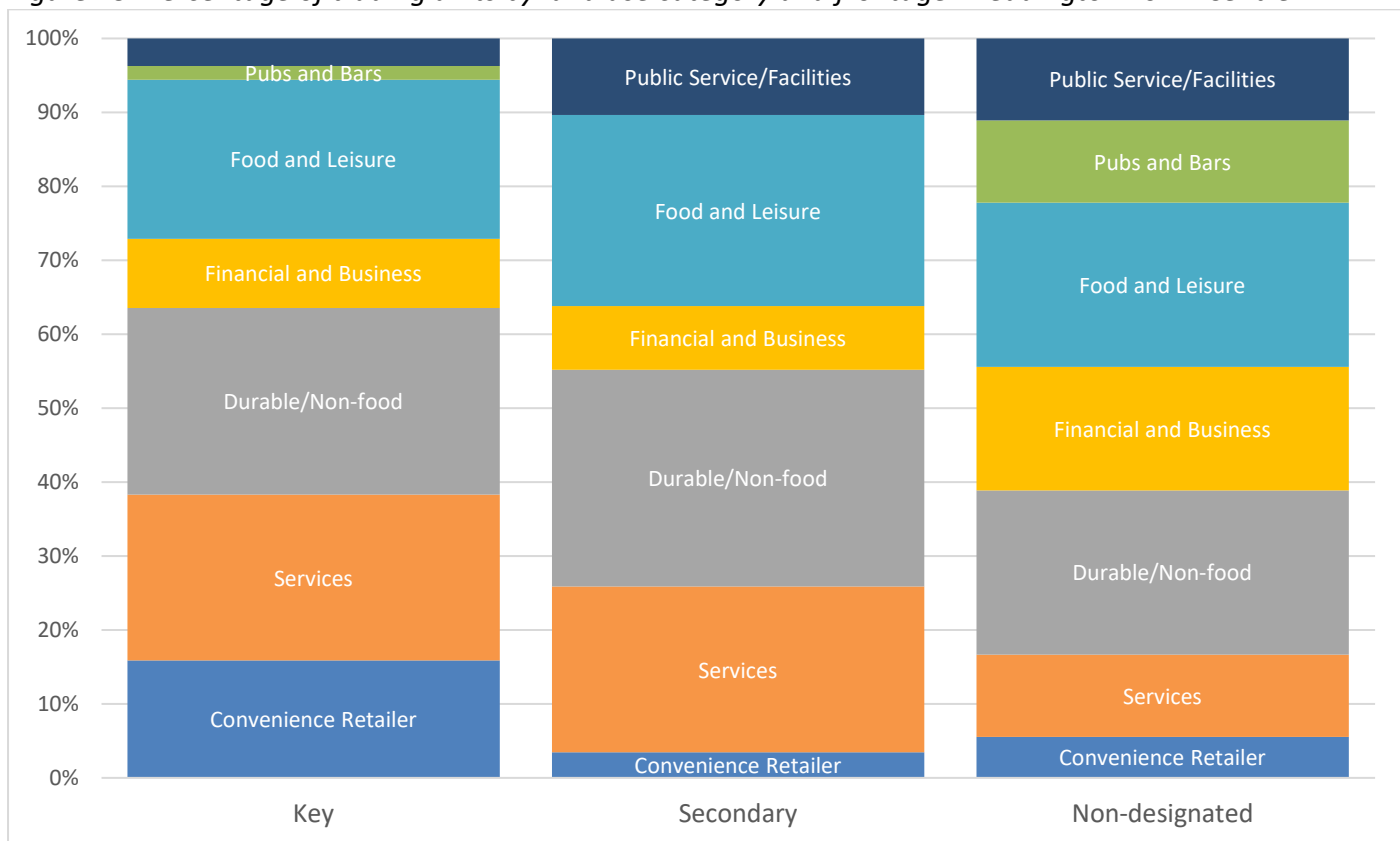 100%
90%
80%
70%
60%
50%
40%
30%
20%
10%
0%
Pubs and Bars
Food and Leisure
Financial and Business
Durable/Non-food
Services
Convenience Retailer
Key
Public Service/Facilities
Food and Leisure
Financial and Business
Durable/Non-food
Services
Convenience Retailer
Secondary
Public Service/Facilities
Pubs and Bars
Food and Leisure
Financial and Business
Durable/Non-food
Services
Convenience Retailer
Non-designated